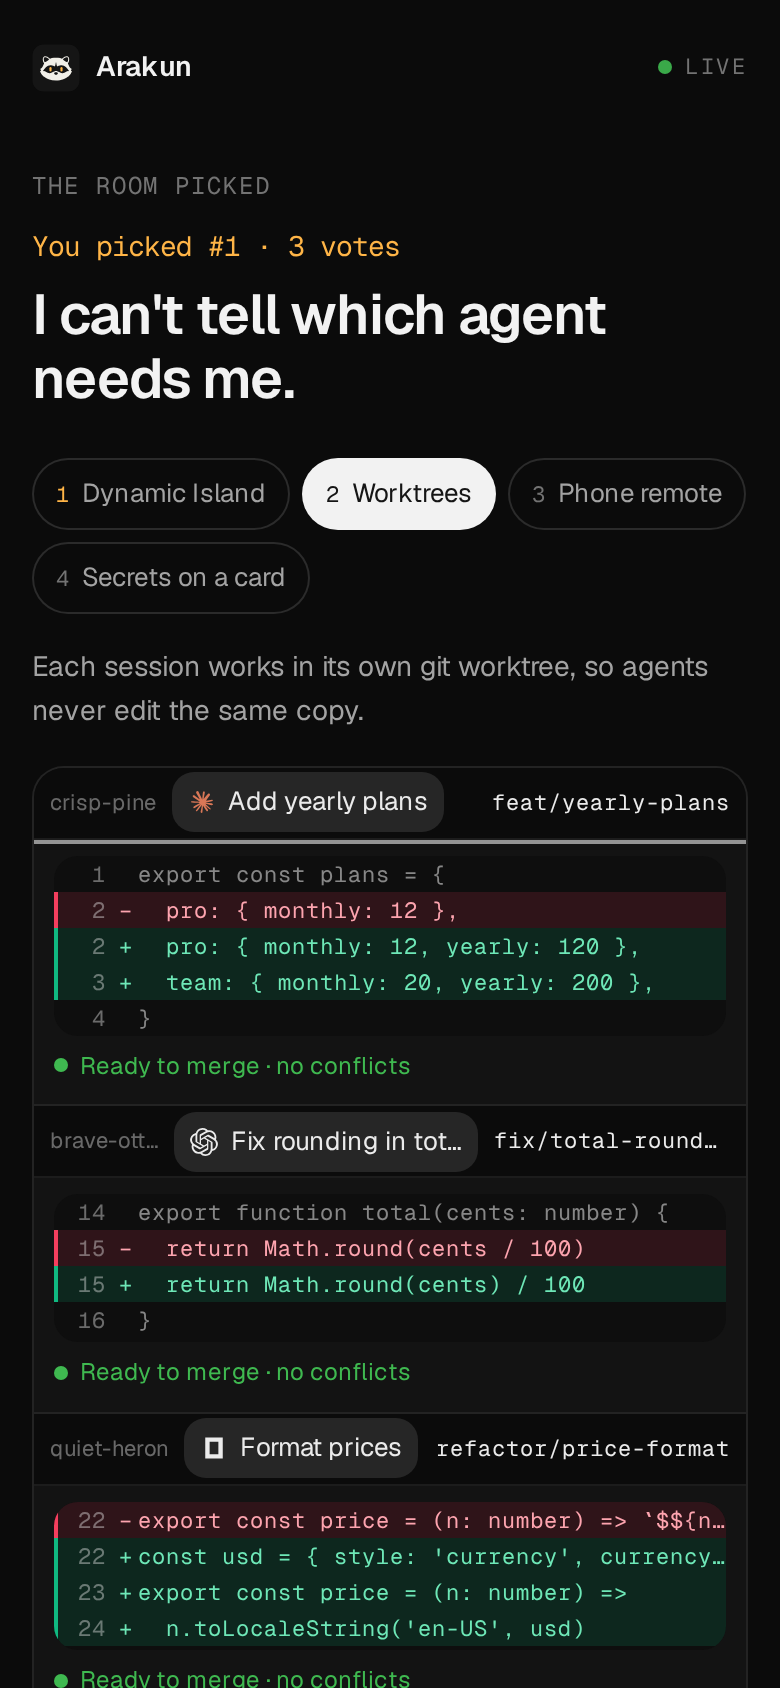 Arakun
LIVE
THE ROOM PICKED
You picked #1 · 3 votes
I can't tell which agent
needs me.
1 Dynamic Island
2 Worktrees
3 Phone remote
4 Secrets on a card
Each session works in its own git worktree, so agents
never edit the same copy.
crisp-pine
Add yearly plans
feat/yearly-plans
1 export const plans = {
2 − pro: { monthly: 12 },
2 + pro: { monthly: 12, yearly: 120 },
3 + team: { monthly: 20, yearly: 200 },
4 }
Ready to merge · no conflicts
brave-ott…
Fix rounding in tot…
fix/total-round…
14 export function total(cents: number) {
15 − return Math.round(cents / 100)
15 + return Math.round(cents) / 100
16 }
Ready to merge · no conflicts
quiet-heron
Format prices
refactor/price-format
22 − export const price = (n: number) => `$${n…
22 + const usd = { style: 'currency', currency…
23 + export const price = (n: number) =>
24 + n.toLocaleString('en-US', usd)
Ready to merge · no conflicts